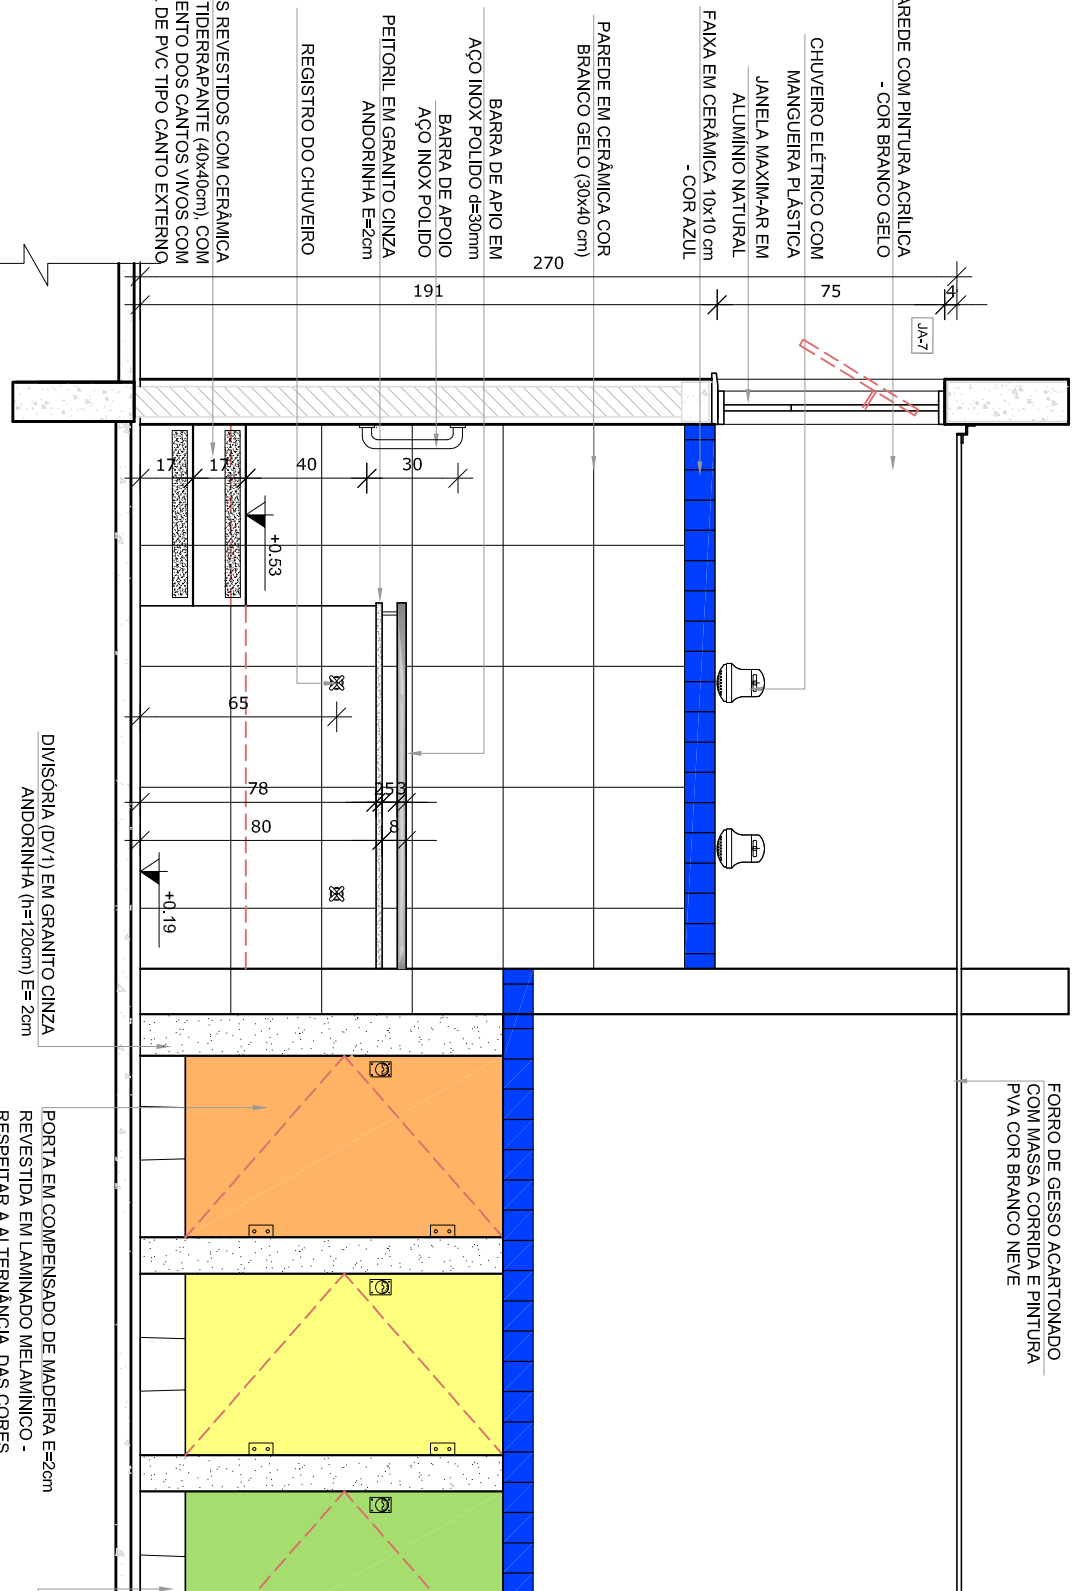 PAREDE COM PINTURA ACRÍLICA
- COR BRANCO GELO
CHUVEIRO ELÉTRICO COM
MANGUEIRA PLÁSTICA
JANELA MAXIM-AR EM
ALUMÍNIO NATURAL
FAIXA EM CERÂMICA 10x10 cm
- COR AZUL
PAREDE EM CERÂMICA COR
BRANCO GELO (30x40 cm)
BARRA DE APIO EM
AÇO INOX POLIDO d=30mm
BARRA DE APOIO
AÇO INOX POLIDO
PEITORIL EM GRANITO CINZA
ANDORINHA E=2cm
REGISTRO DO CHUVEIRO
S REVESTIDOS COM CERÂMICA
TIDERRAPANTE (40x40cm), COM
ENTO DOS CANTOS VIVOS COM
DE PVC TIPO CANTO EXTERNO
270
191
75
4
JA-7
17
17
40
30
+0.53
65
78
2 5 3
80
8
+0.19
DIVISÓRIA (DV1) EM GRANITO CINZA
ANDORINHA (h=120cm) E= 2cm
FORRO DE GESSO ACARTONADO
COM MASSA CORRIDA E PINTURA
PVA COR BRANCO NEVE
PORTA EM COMPENSADO DE MADEIRA E=2cm
REVESTIDA EM LAMINADO MELAMÍNICO -
RESPEITAR A ALTERNÂNCIA DAS CORES